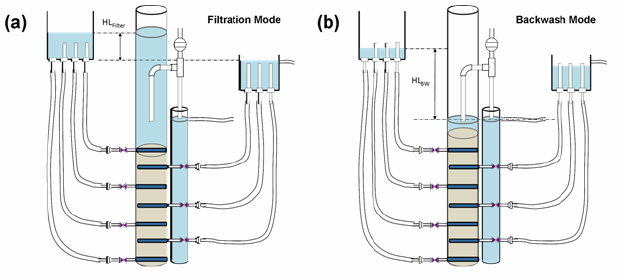 (a)
HLFilter
Filtration Mode
(b)
Backwash Mode
HLBW